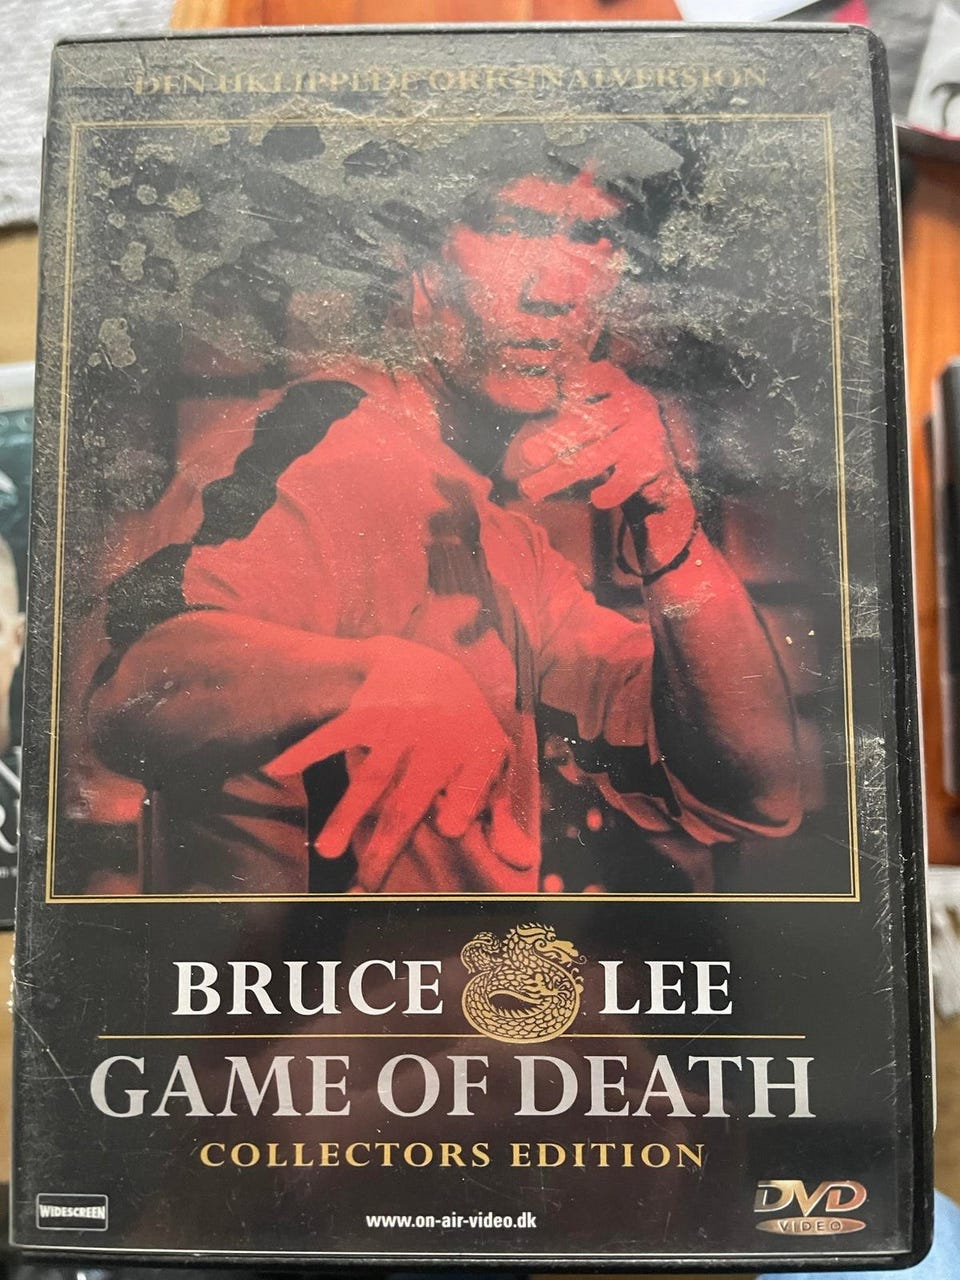 DEN UKLIPPEDE ORIGINALVERSION
BRUCE LEE
GAME OF DEATH
COLLECTORS EDITION
WIDESCREEN
www.on-air-video.dk
DVD
VIDEO